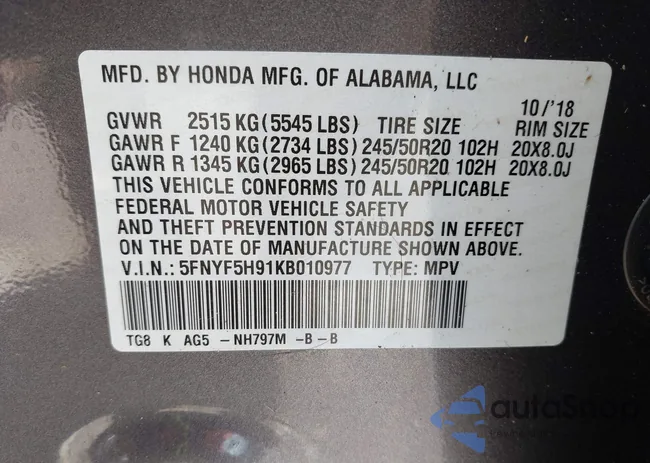 MFD. BY HONDA MFG. OF ALABAMA, LLC
10/'18
GVWR 2515 KG(5545 LBS) TIRE SIZE RIM SIZE
GAWR F 1240 KG(2734 LBS) 245/50R20 102H 20X8.0J
GAWR R 1345 KG(2965 LBS) 245/50R20 102H 20X8.0J
THIS VEHICLE CONFORMS TO ALL APPLICABLE
FEDERAL MOTOR VEHICLE SAFETY
AND THEFT PREVENTION STANDARDS IN EFFECT
ON THE DATE OF MANUFACTURE SHOWN ABOVE.
V.I.N.: 5FNYF5H91KB010977 TYPE: MPV
TG8 K AG5 -NH797M -B -B